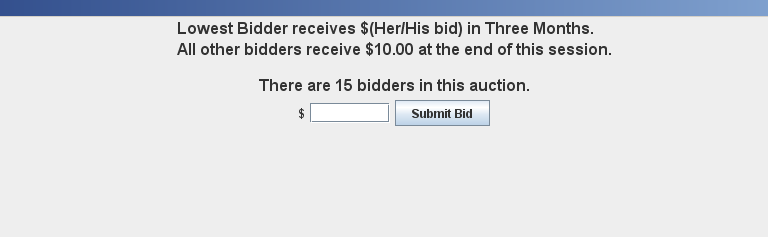 Lowest Bidder receives $(Her/His bid) in Three Months.
All other bidders receive $10.00 at the end of this session.
There are 15 bidders in this auction.
$ Submit Bid